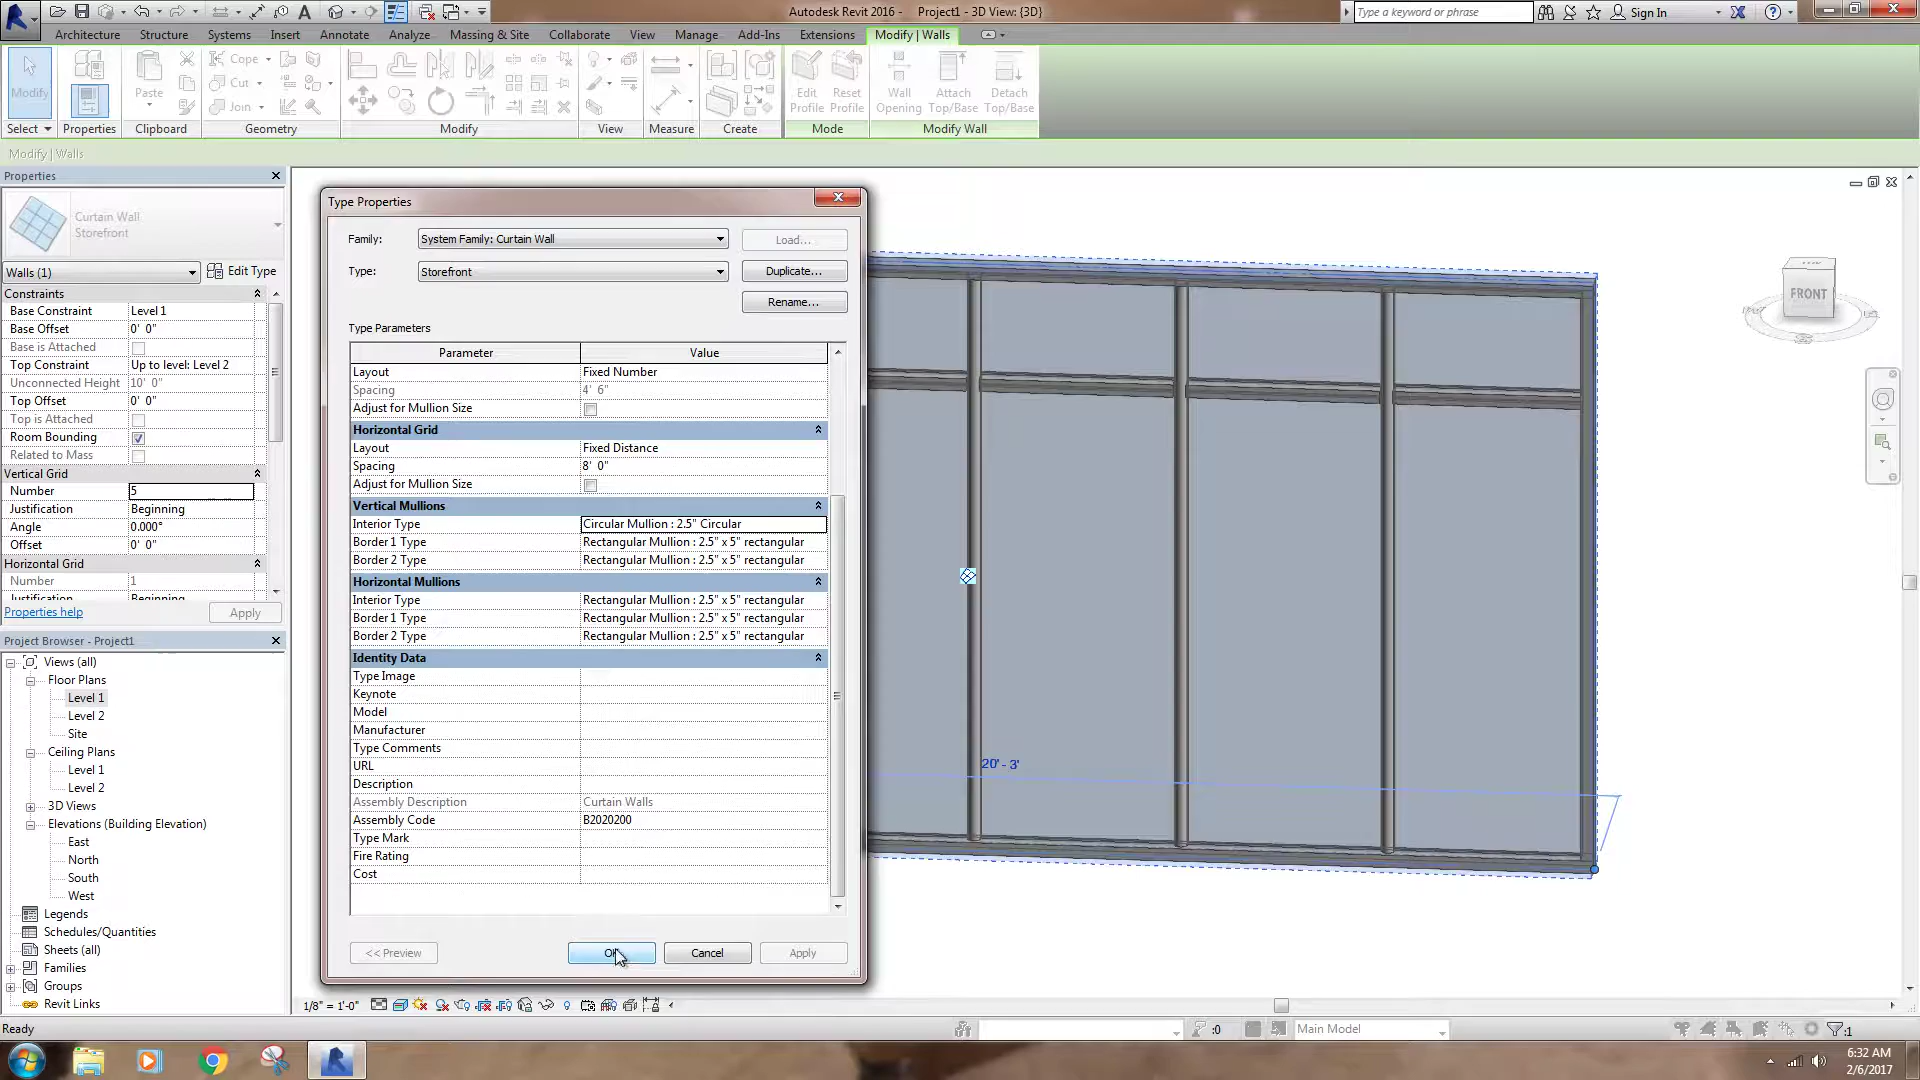 Autodesk Revit 2016 - Project1 - 3D View: {3D}
Type a keyword or phrase
Sign In
Architecture Structure Systems Insert Annotate Analyze Massing & Site Collaborate View Manage Add-Ins Extensions Modify | Walls
Modify
Paste
Cope
Cut
Join
Edit Profile
Reset Profile
Wall Opening
Attach Top/Base
Detach Top/Base
Select Properties Clipboard Geometry Modify View Measure Create Mode Modify Wall
Modify | Walls
Properties
Curtain Wall
Storefront
Walls (1)
Edit Type
Constraints
Base Constraint Level 1
Base Offset 0' 0"
Base is Attached
Top Constraint Up to level: Level 2
Unconnected Height 10' 0"
Top Offset 0' 0"
Top is Attached
Room Bounding
Related to Mass
Vertical Grid
Number 5
Justification Beginning
Angle 0.000°
Offset 0' 0"
Horizontal Grid
Number 1
Justification Beginning
Properties help
Apply
Project Browser - Project1
Views (all)
Floor Plans
Level 1
Level 2
Site
Ceiling Plans
Level 1
Level 2
3D Views
Elevations (Building Elevation)
East
North
South
West
Legends
Schedules/Quantities
Sheets (all)
Families
Groups
Revit Links
Type Properties
Family: System Family: Curtain Wall Load...
Type: Storefront Duplicate...
Rename...
Type Parameters
Parameter Value
Layout Fixed Number
Spacing 4' 6"
Adjust for Mullion Size
Horizontal Grid
Layout Fixed Distance
Spacing 8' 0"
Adjust for Mullion Size
Vertical Mullions
Interior Type Circular Mullion : 2.5" Circular
Border 1 Type Rectangular Mullion : 2.5" x 5" rectangular
Border 2 Type Rectangular Mullion : 2.5" x 5" rectangular
Horizontal Mullions
Interior Type Rectangular Mullion : 2.5" x 5" rectangular
Border 1 Type Rectangular Mullion : 2.5" x 5" rectangular
Border 2 Type Rectangular Mullion : 2.5" x 5" rectangular
Identity Data
Type Image
Keynote
Model
Manufacturer
Type Comments
URL
Description
Assembly Description Curtain Walls
Assembly Code B2020200
Type Mark
Fire Rating
Cost
<< Preview OK Cancel Apply
FRONT
20' - 3"
1/8" = 1'-0"
Ready
:0
Main Model
:1
6:32 AM
2/6/2017